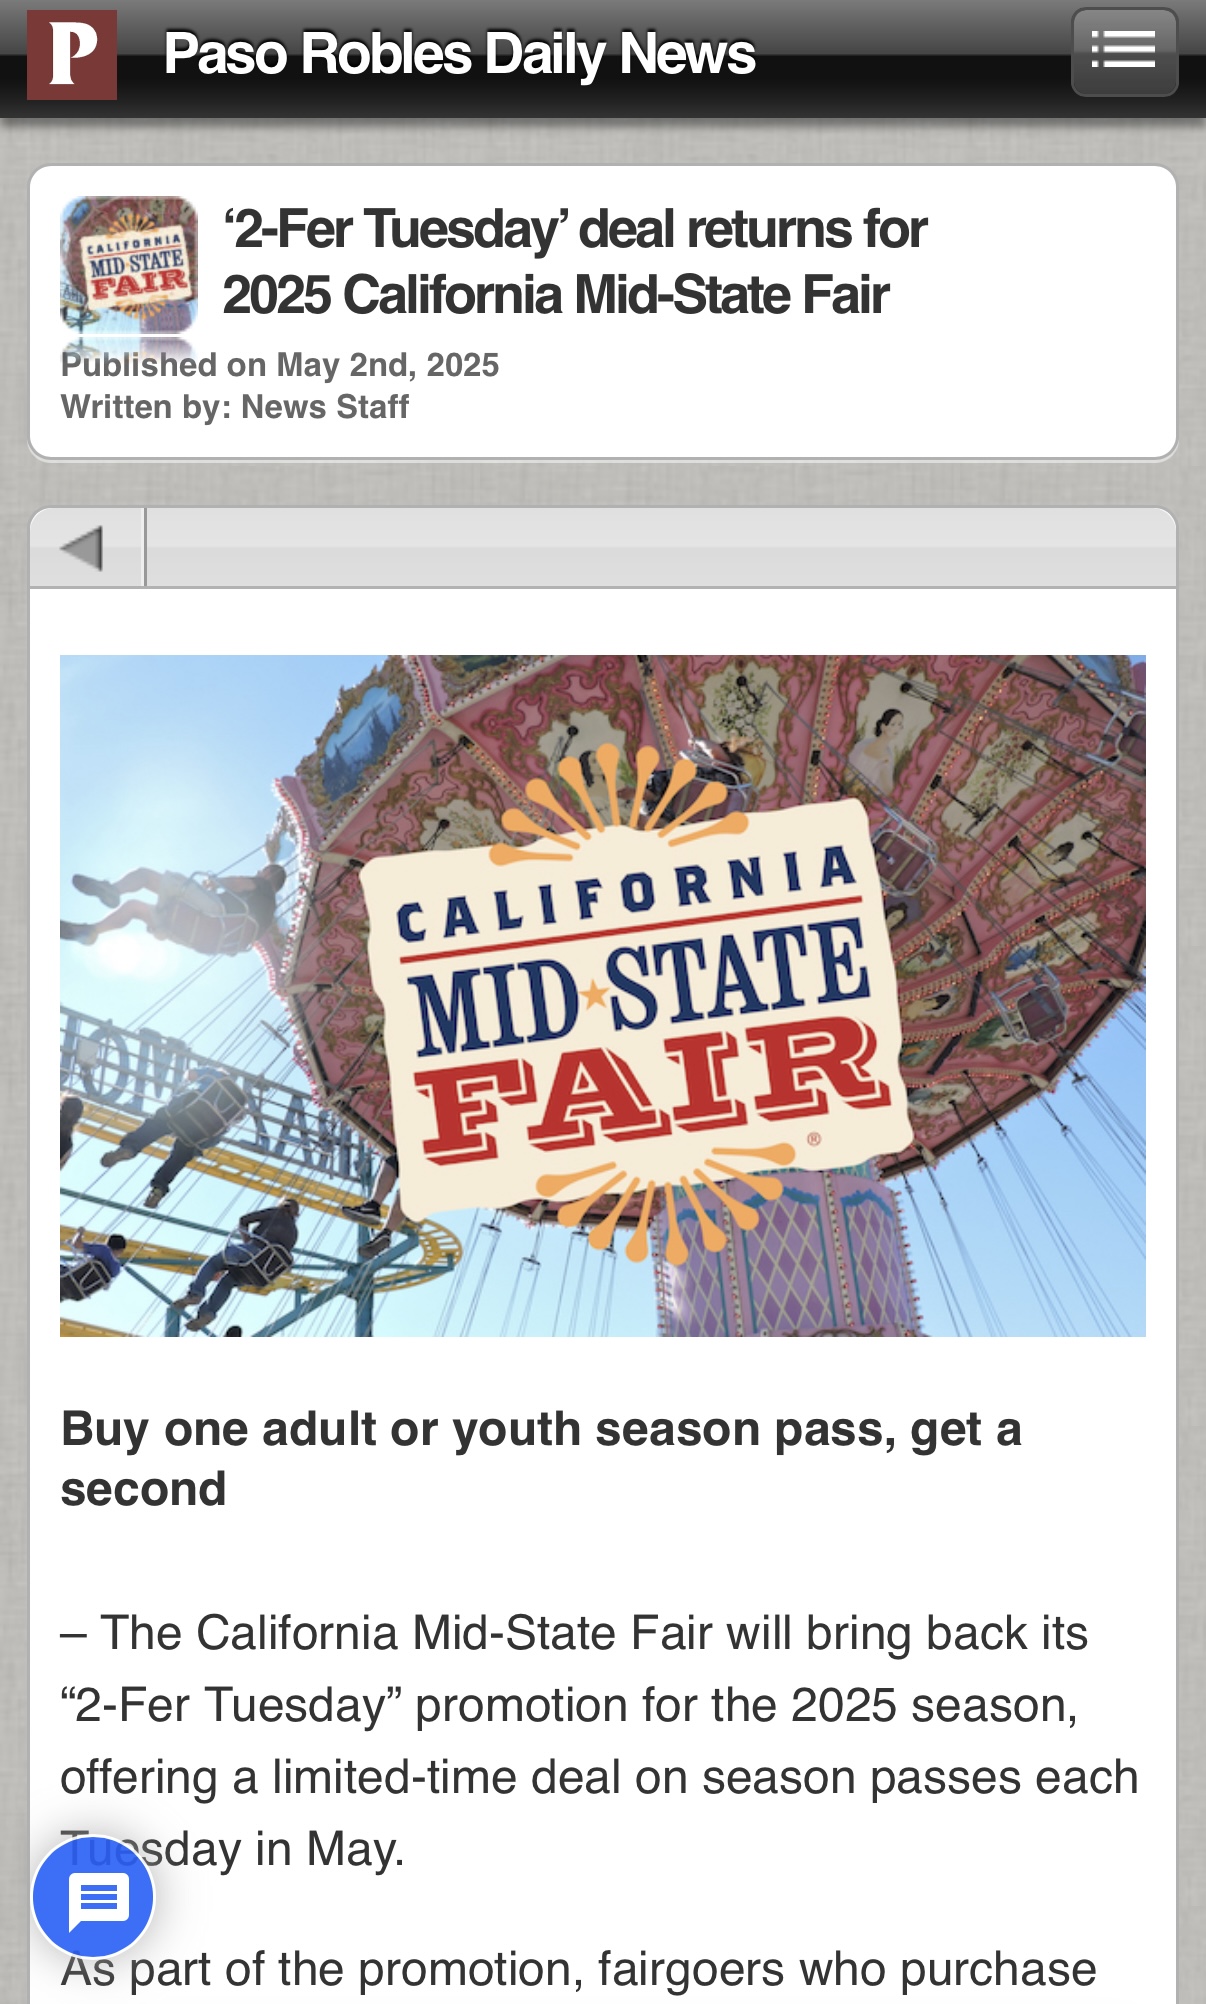 P
Paso Robles Daily News
CALIFORNIA
MID STATE
FAIR
‘2-Fer Tuesday’ deal returns for
2025 California Mid-State Fair
Published on May 2nd, 2025
Written by: News Staff
CALIFORNIA
MID STATE
FAIR
®
Buy one adult or youth season pass, get a
second
– The California Mid-State Fair will bring back its
“2-Fer Tuesday” promotion for the 2025 season,
offering a limited-time deal on season passes each
Tuesday in May.
As part of the promotion, fairgoers who purchase